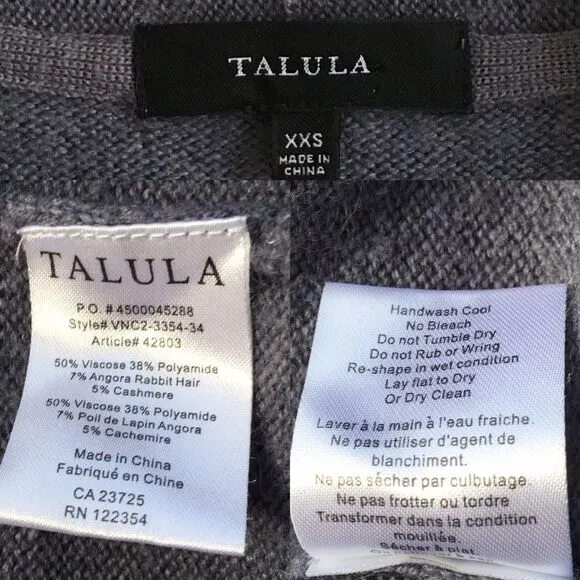 TALULA
XXS
MADE IN
CHINA
TALULA
P.O. #4500045288
Style# VNC2-3354-34
Article# 42803
50% Viscose 38% Polyamide
7% Angora Rabbit Hair
5% Cashmere
50% Viscose 38% Polyamide
7% Poil de Lapin Angora
5% Cachemire
Made in China
Fabriqué en Chine
CA 23725
RN 122354
Handwash Cool
No Bleach
Do not Tumble Dry
Do not Rub or Wring
Re-shape in wet condition
Lay flat to Dry
Or Dry Clean
Laver à la main à l'eau fraiche.
Ne pas utiliser d'agent de
blanchiment.
Ne pas sécher par culbutage.
Ne pas frotter ou tordre
Transformer dans la condition
mouillée.
Sécher à plat